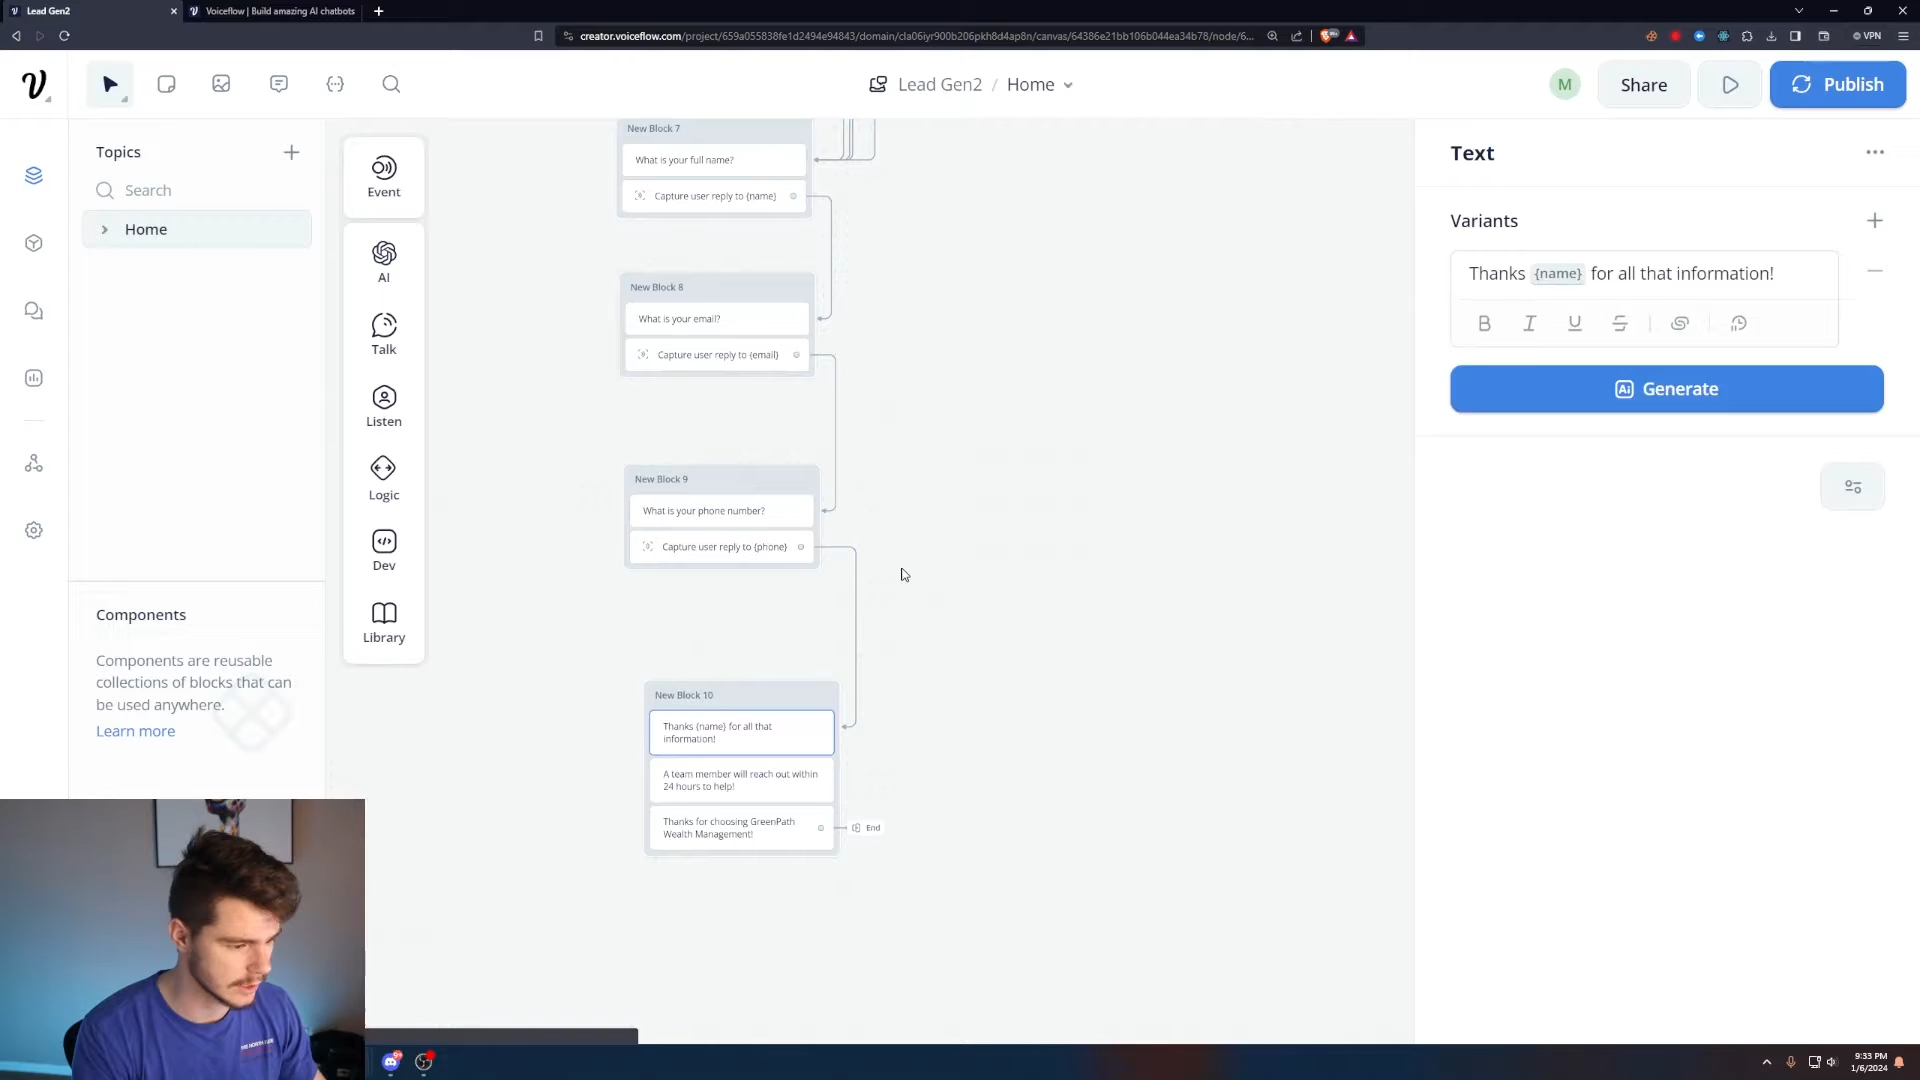 Lead Gen2
Voiceflow | Build amazing AI chatbots
creator.voiceflow.com/project/659a055838fe1d2494e94843/domain/cla06iyr900b206pkh8d4ap8n/canvas/64386e21bb106b044ea34b78/node/6...
VPN
Lead Gen2 / Home
M
Share
Publish
Topics
Search
Home
Components
Components are reusable
collections of blocks that can
be used anywhere.
Learn more
Event
AI
Talk
Listen
Logic
Dev
Library
New Block 7
What is your full name?
Capture user reply to {name}
New Block 8
What is your email?
Capture user reply to {email}
New Block 9
What is your phone number?
Capture user reply to {phone}
New Block 10
Thanks {name} for all that
information!
A team member will reach out within
24 hours to help!
Thanks for choosing GreenPath
Wealth Management!
End
Text
Variants
Thanks {name} for all that information!
B I U S
Ai Generate
9:33 PM
1/6/2024